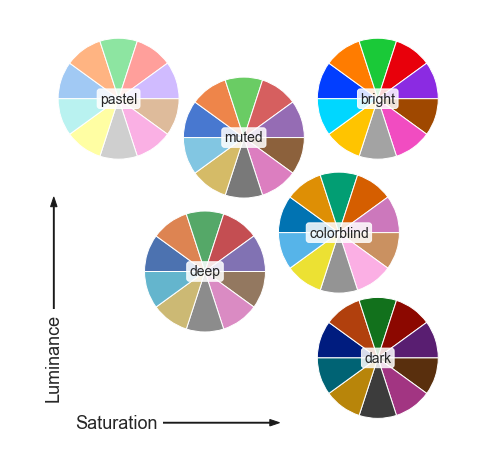 pastel
bright
muted
colorblind
deep
Luminance
dark
Saturation